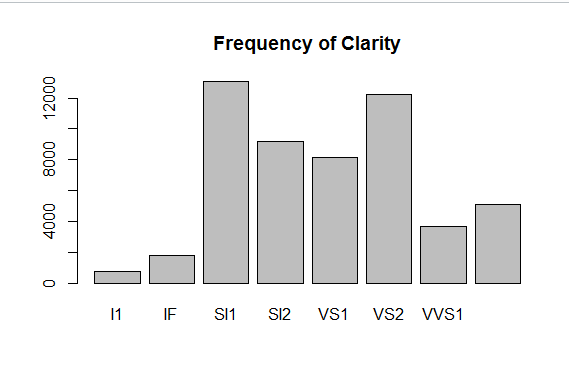 Frequency of Clarity
12000
8000
4000
0
I1 IF SI1 SI2 VS1 VS2 VVS1